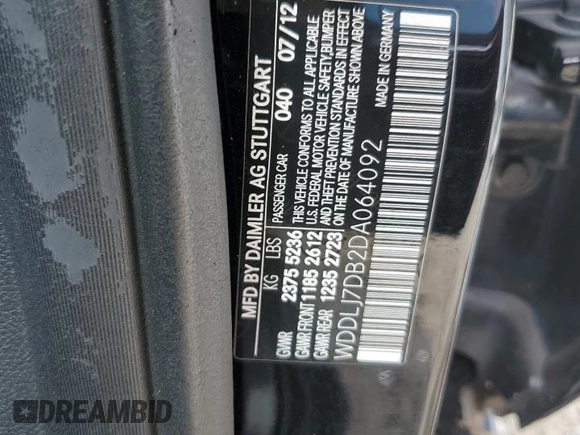 MFD BY DAIMLER AG STUTTGART
KG LBS PASSENGER CAR 040 07/12
GVWR 2375 5236 THIS VEHICLE CONFORMS TO ALL APPLICABLE
GAWR FRONT 1185 2612 U.S. FEDERAL MOTOR VEHICLE SAFETY, BUMPER
GAWR REAR 1235 2723 AND THEFT PREVENTION STANDARDS IN EFFECT
ON THE DATE OF MANUFACTURE SHOWN ABOVE
WDDLJ7DB2DA064092 MADE IN GERMANY
DREAMBID